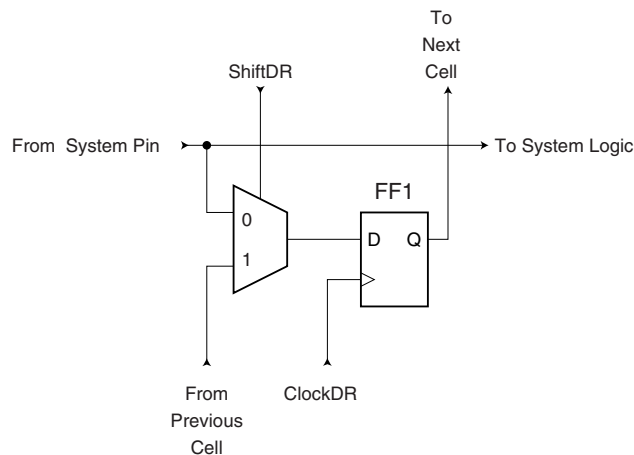 To
Next
Cell
ShiftDR
From System Pin
To System Logic
FF1
0
D Q
1
From
Previous
Cell
ClockDR